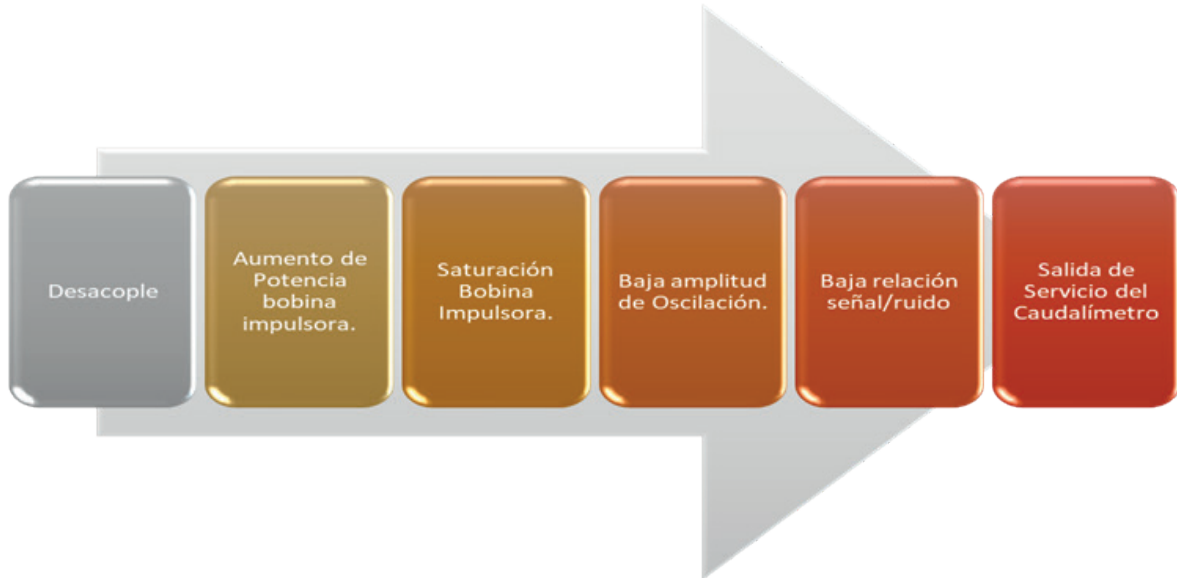 Desacople
Aumento de
Potencia
bobina
impulsora.
Saturación
Bobina
Impulsora.
Baja amplitud
de Oscilación.
Baja relación
señal/ruido
Salida de
Servicio del
Caudalímetro